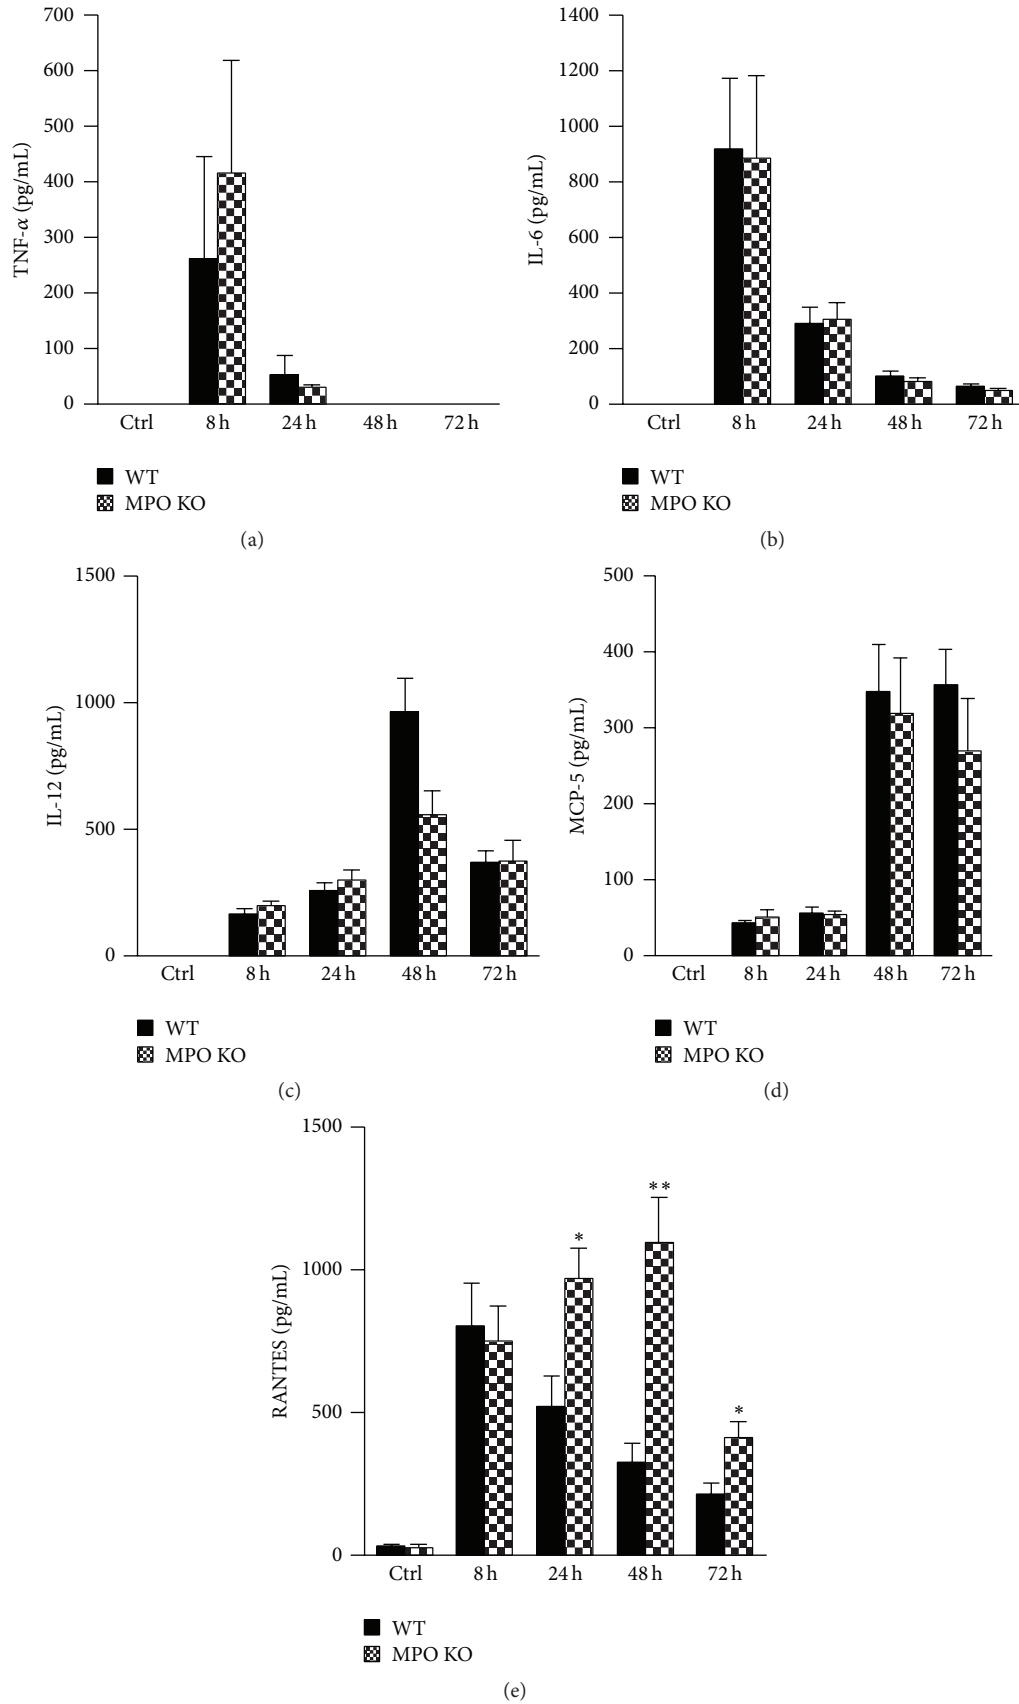 700
600
500
400
300
200
100
0
TNF-α (pg/mL)
Ctrl 8 h 24 h 48 h 72 h
WT
MPO KO
(a)
1400
1200
1000
800
600
400
200
0
IL-6 (pg/mL)
Ctrl 8 h 24 h 48 h 72 h
WT
MPO KO
(b)
1500
1000
500
0
IL-12 (pg/mL)
Ctrl 8 h 24 h 48 h 72 h
WT
MPO KO
(c)
500
400
300
200
100
0
MCP-5 (pg/mL)
Ctrl 8 h 24 h 48 h 72 h
WT
MPO KO
(d)
1500
1000
500
0
RANTES (pg/mL)
*
**
*
Ctrl 8 h 24 h 48 h 72 h
WT
MPO KO
(e)